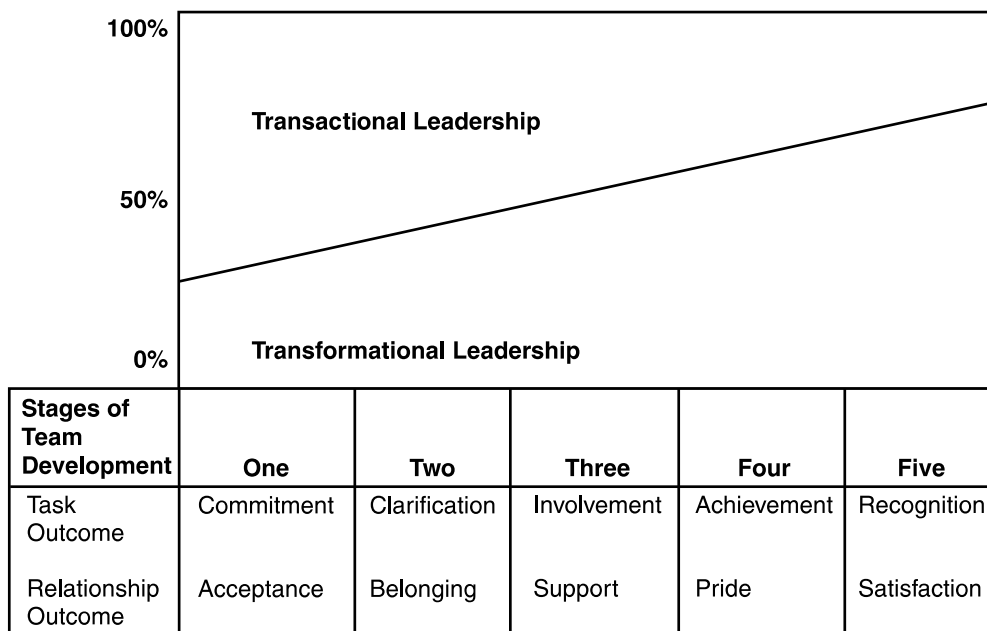 100%
Transactional Leadership
50%
Transformational Leadership
0%
Stages of
Team
Development
One
Two
Three
Four
Five
Task
Outcome
Commitment
Clarification
Involvement
Achievement
Recognition
Relationship
Outcome
Acceptance
Belonging
Support
Pride
Satisfaction